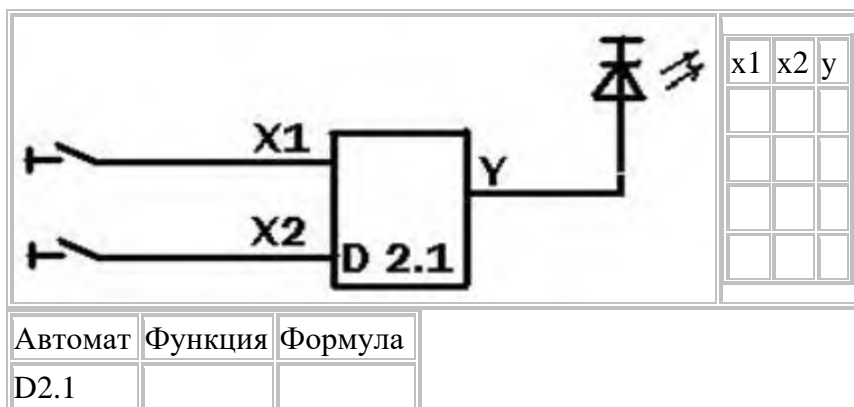 x1 x2 y
X1
Y
X2
D 2.1
Автомат Функция Формула
D2.1